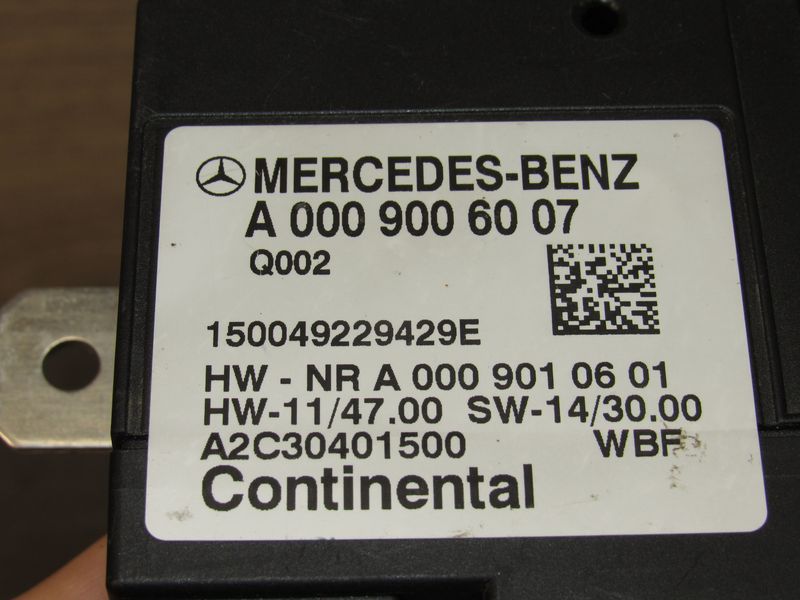 MERCEDES-BENZ
A 000 900 60 07
Q002
150049229429E
HW - NR A 000 901 06 01
HW-11/47.00 SW-14/30.00
A2C30401500 WBF
Continental